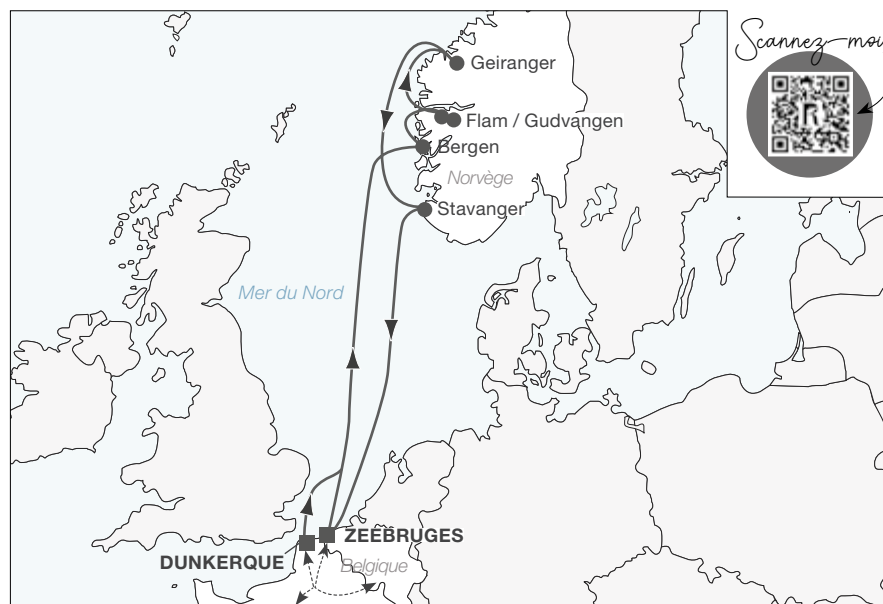 Scannez-moi
R
Geiranger
Flam / Gudvangen
Bergen
Norvège
Stavanger
Mer du Nord
ZEEBRUGES
DUNKERQUE
Belgique